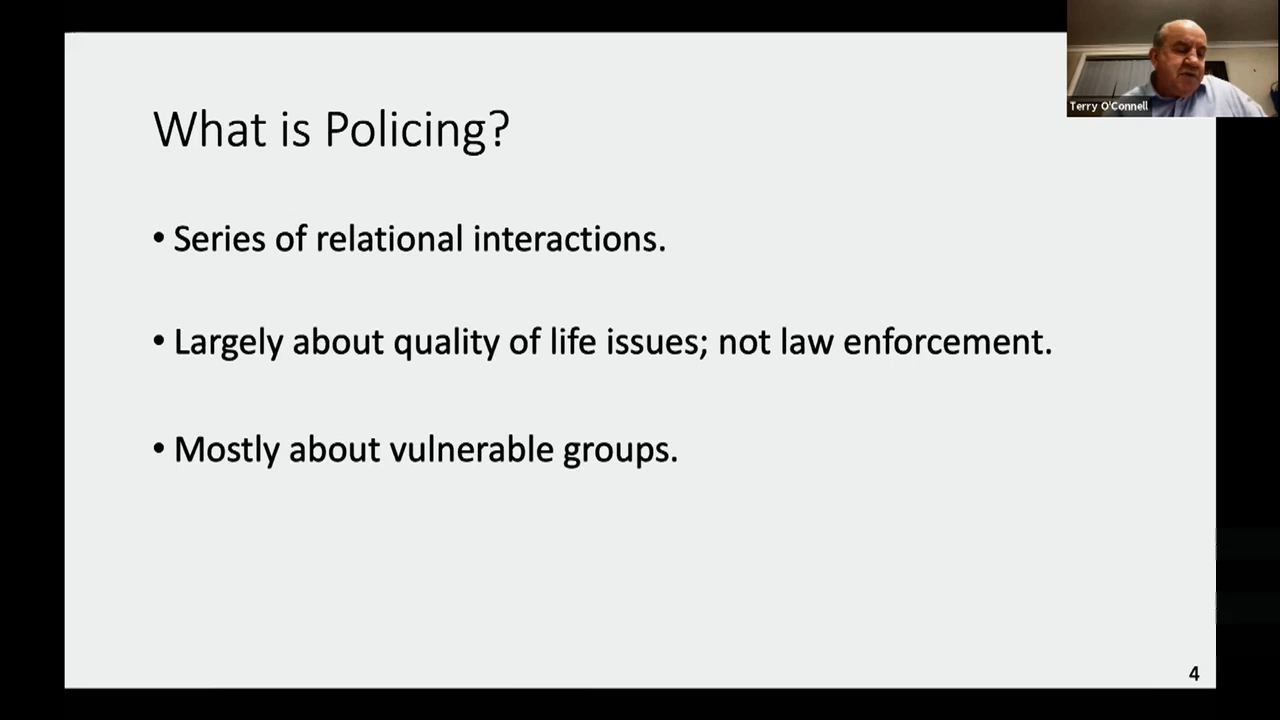 Terry O'Connell
What is Policing?
• Series of relational interactions.
• Largely about quality of life issues; not law enforcement.
• Mostly about vulnerable groups.
4